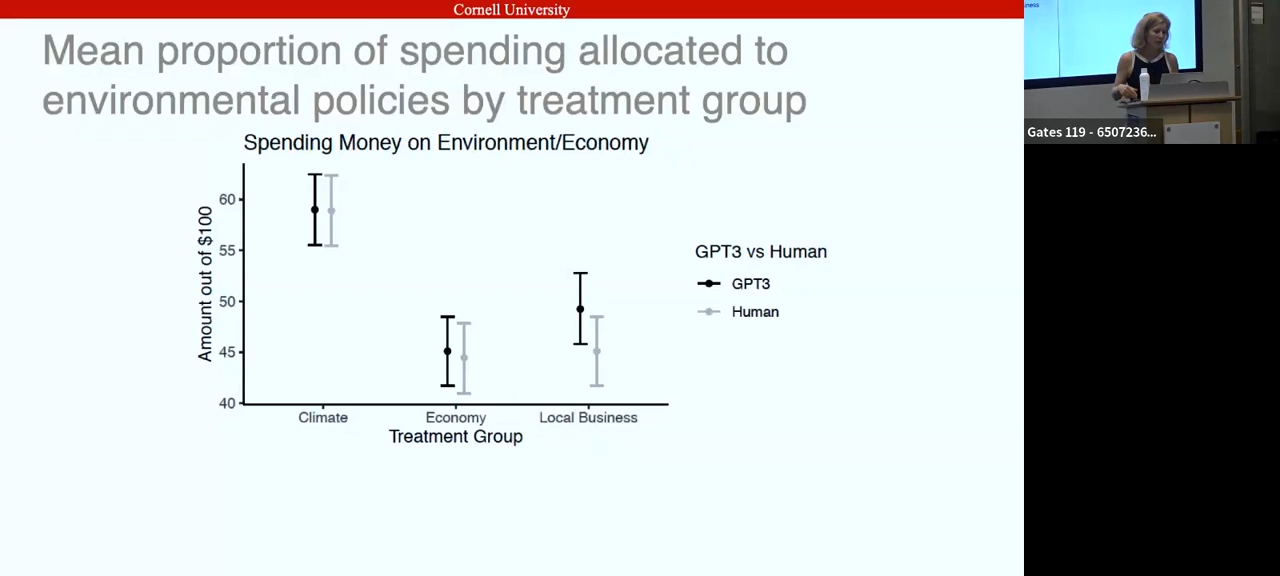 Cornell University
Mean proportion of spending allocated to
environmental policies by treatment group
Spending Money on Environment/Economy
Amount out of $100
60
55
50
45
40
Climate
Economy
Local Business
Treatment Group
GPT3 vs Human
GPT3
Human
Gates 119 - 6507236...